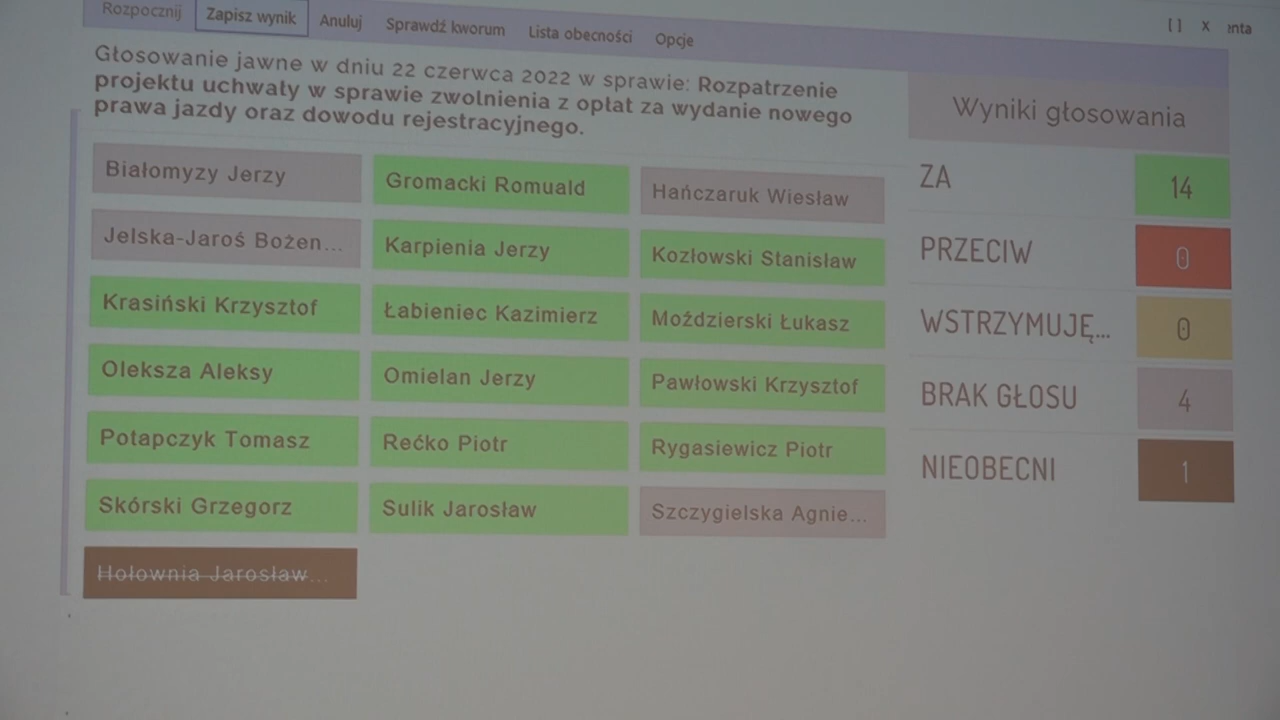 Rozpocznij Zapisz wynik Anuluj Sprawdź kworum Lista obecności Opcje [ ] X
Głosowanie jawne w dniu 22 czerwca 2022 w sprawie: Rozpatrzenie
projektu uchwały w sprawie zwolnienia z opłat za wydanie nowego
prawa jazdy oraz dowodu rejestracyjnego.
Wyniki głosowania
Białomyzy Jerzy Gromacki Romuald Hańczaruk Wiesław
Jelska-Jaroś Bożen... Karpienia Jerzy Kozłowski Stanisław
Krasiński Krzysztof Łabieniec Kazimierz Moździerski Łukasz
Oleksza Aleksy Omielan Jerzy Pawłowski Krzysztof
Potapczyk Tomasz Rećko Piotr Rygasiewicz Piotr
Skórski Grzegorz Sulik Jarosław Szczygielska Agnie...
Hołownia Jarosław...
ZA 14
PRZECIW 0
WSTRZYMUJĘ... 0
BRAK GŁOSU 4
NIEOBECNI 1